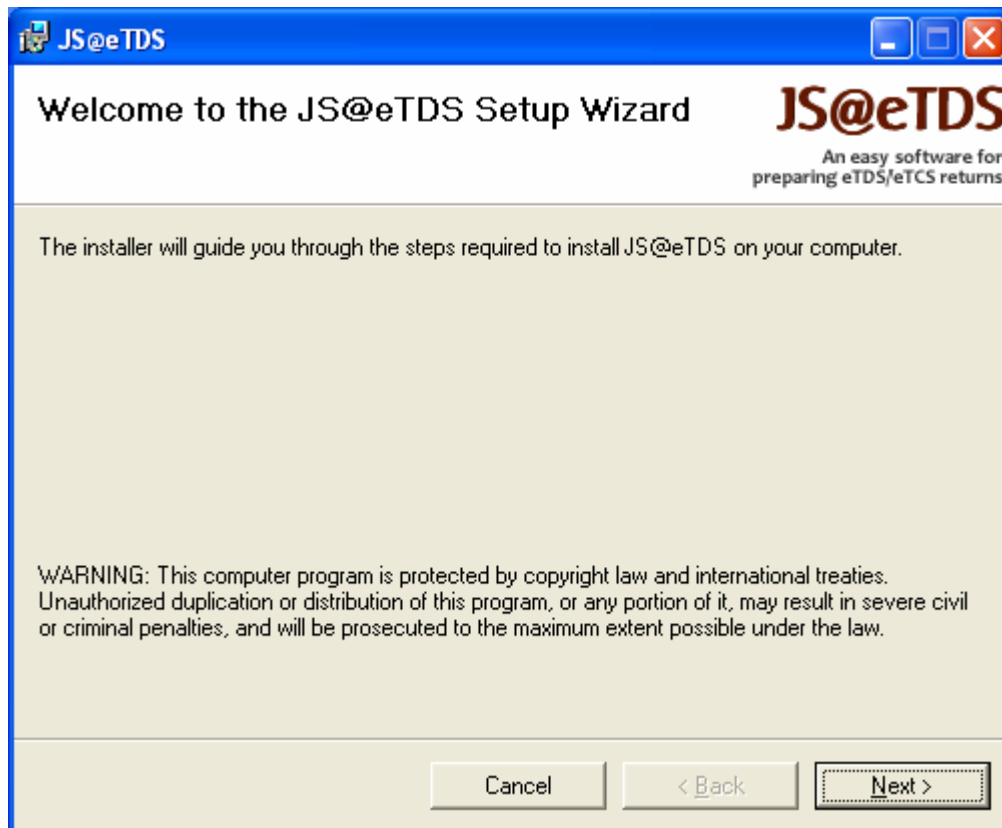 JS@eTDS
Welcome to the JS@eTDS Setup Wizard
JS@eTDS
An easy software for
preparing eTDS/eTCS returns
The installer will guide you through the steps required to install JS@eTDS on your computer.
WARNING: This computer program is protected by copyright law and international treaties.
Unauthorized duplication or distribution of this program, or any portion of it, may result in severe civil
or criminal penalties, and will be prosecuted to the maximum extent possible under the law.
Cancel
< Back
Next >